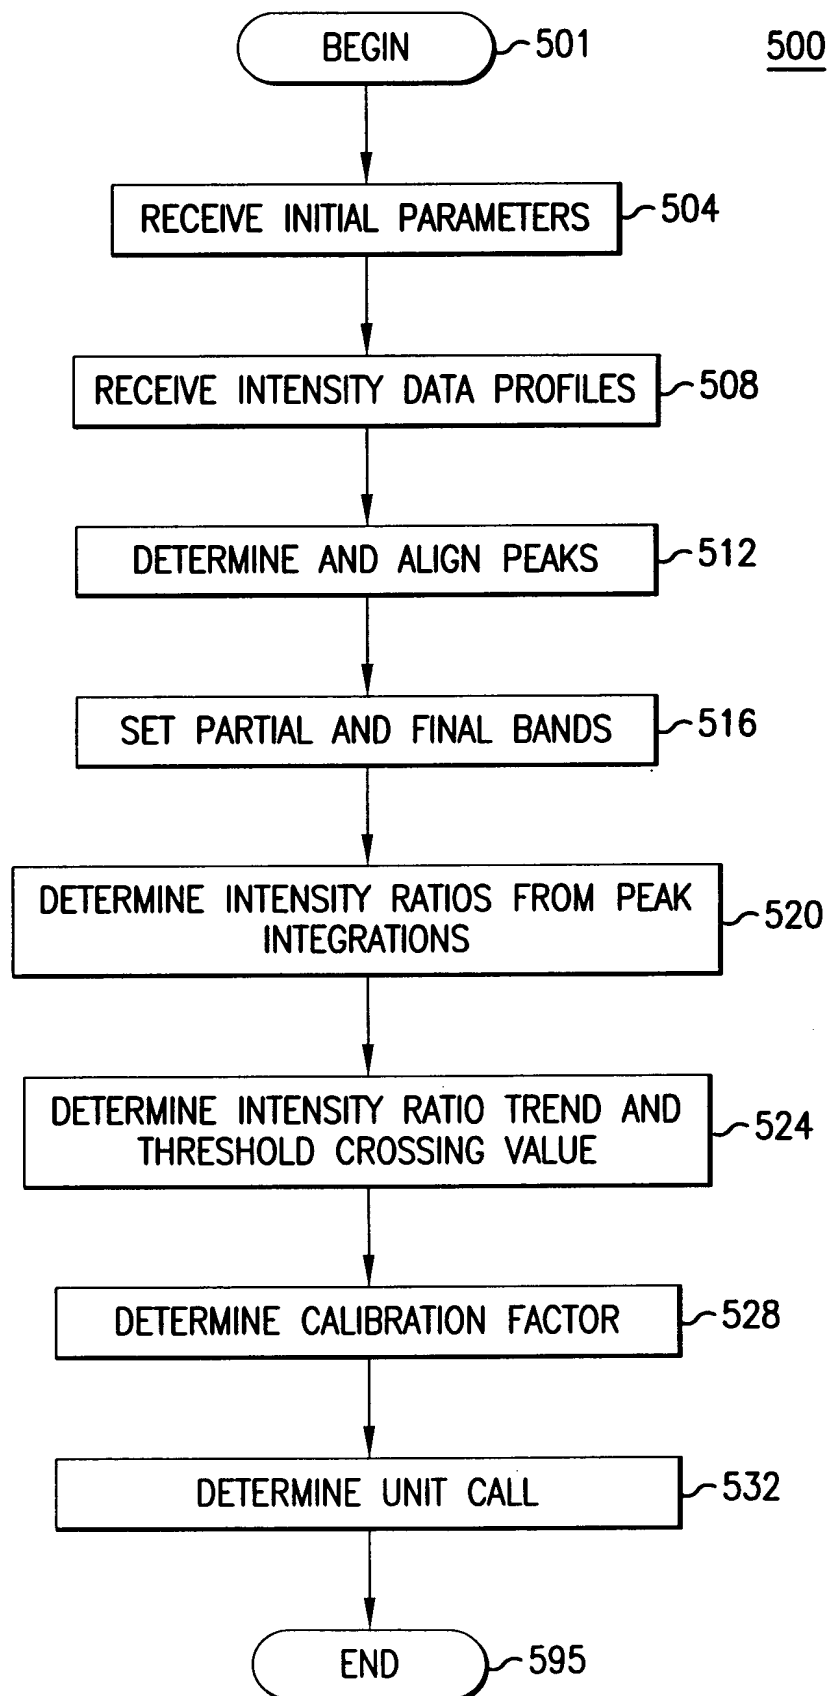 BEGIN 501
500
RECEIVE INITIAL PARAMETERS 504
RECEIVE INTENSITY DATA PROFILES 508
DETERMINE AND ALIGN PEAKS 512
SET PARTIAL AND FINAL BANDS 516
DETERMINE INTENSITY RATIOS FROM PEAK
INTEGRATIONS
520
DETERMINE INTENSITY RATIO TREND AND
THRESHOLD CROSSING VALUE
524
DETERMINE CALIBRATION FACTOR 528
DETERMINE UNIT CALL 532
END 595